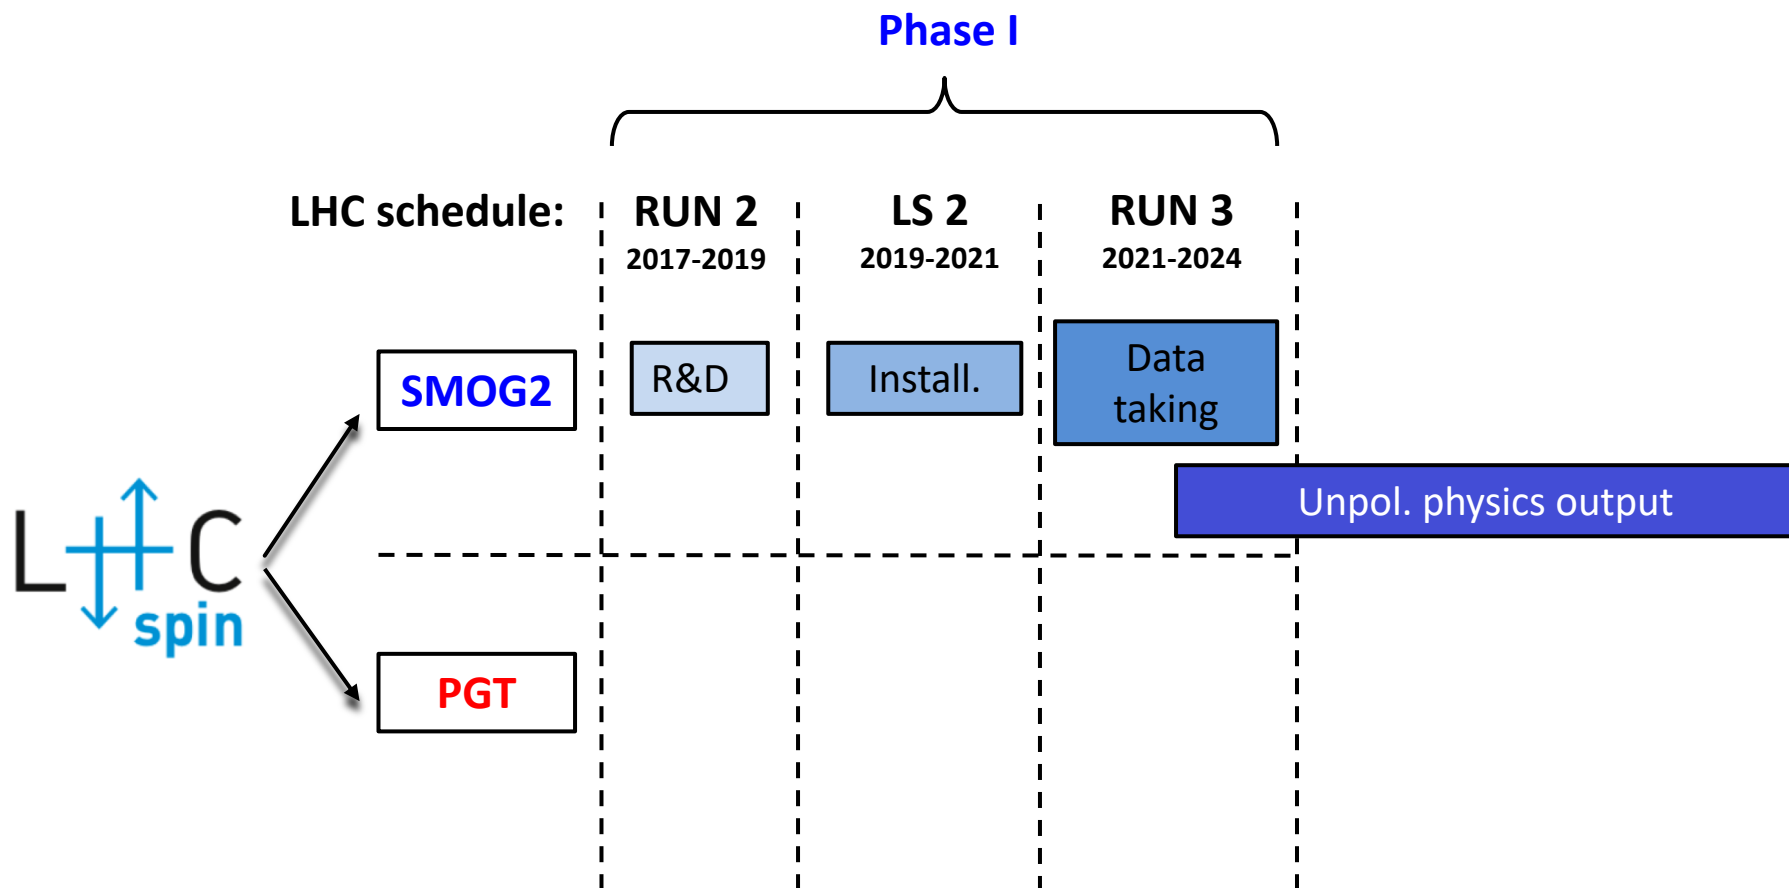 Phase I
LHC schedule:
RUN 2
2017-2019
LS 2
2019-2021
RUN 3
2021-2024
SMOG2
R&D
Install.
Data
taking
Unpol. physics output
LHC
spin
PGT